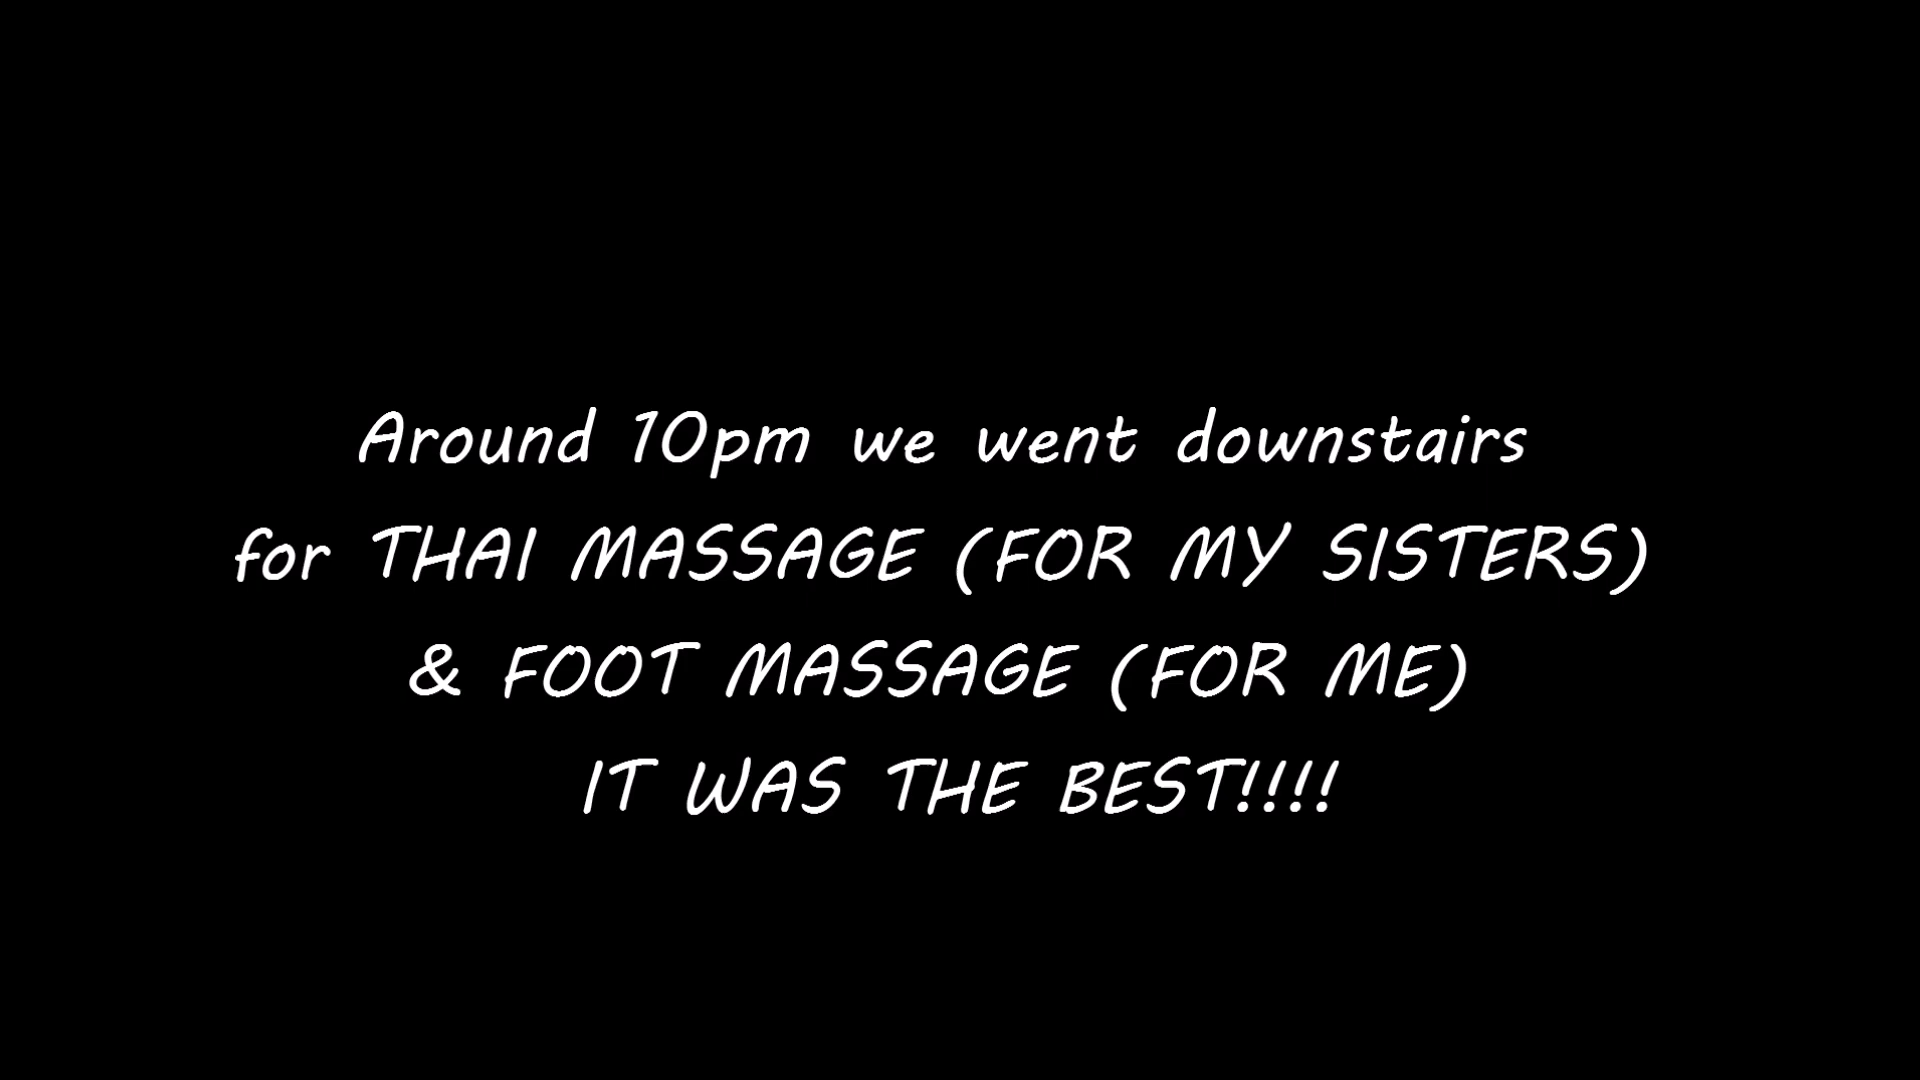 Around 10pm we went downstairs
for THAI MASSAGE (FOR MY SISTERS)
& FOOT MASSAGE (FOR ME)
IT WAS THE BEST!!!!